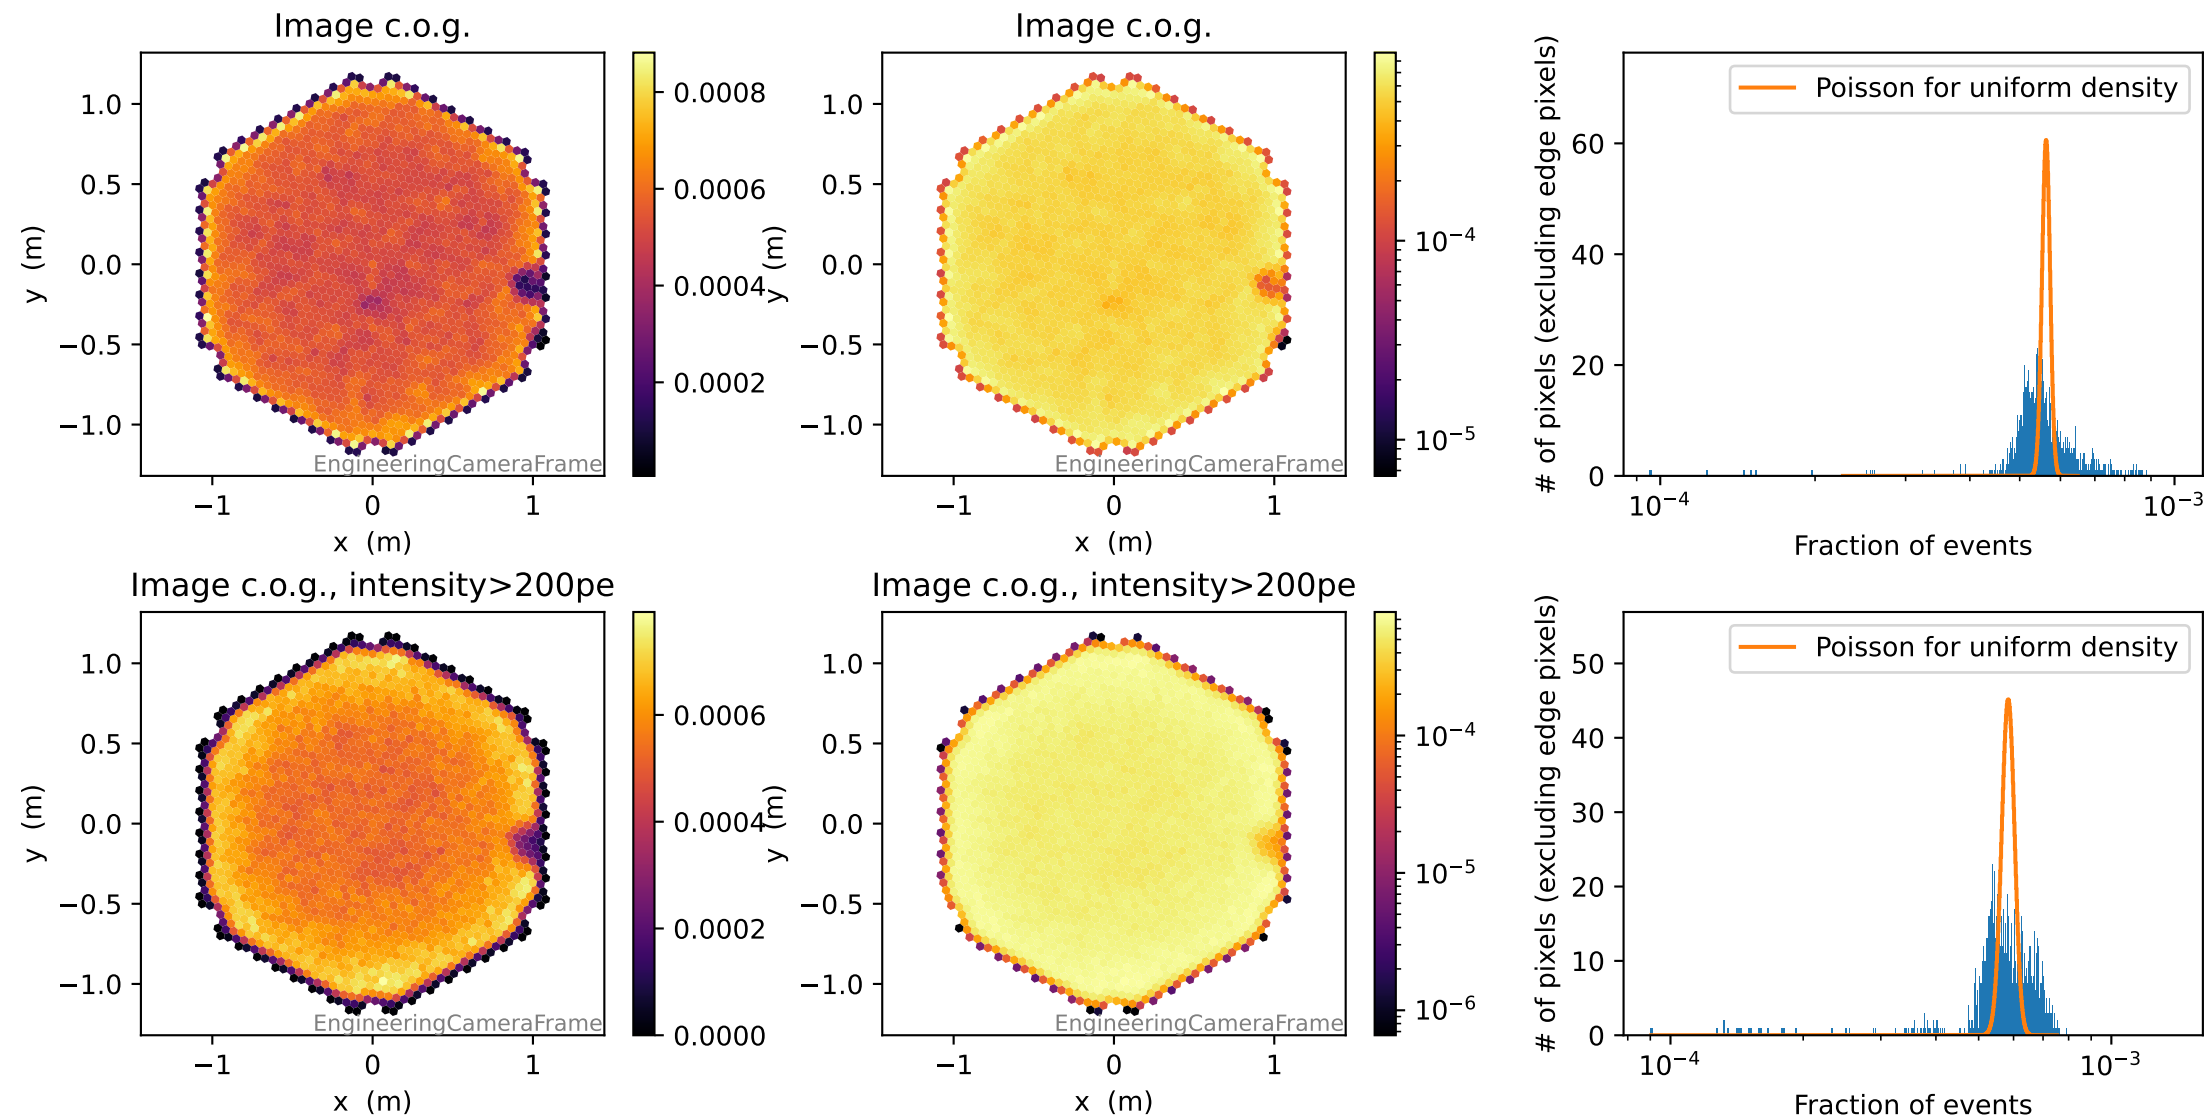 Image c.o.g.
1.0
0.5
0.0
−0.5
−1.0
y (m)
−1 0 1
x (m)
EngineeringCameraFrame
0.0008
0.0006
0.0004
0.0002
Image c.o.g.
1.0
0.5
0.0
−0.5
−1.0
y (m)
−1 0 1
x (m)
EngineeringCameraFrame
10⁻⁴
10⁻⁵
# of pixels (excluding edge pixels)
60
40
20
0
Poisson for uniform density
10⁻⁴ 10⁻³
Fraction of events
Image c.o.g., intensity>200pe
1.0
0.5
0.0
−0.5
−1.0
y (m)
−1 0 1
x (m)
EngineeringCameraFrame
0.0006
0.0004
0.0002
0.0000
Image c.o.g., intensity>200pe
1.0
0.5
0.0
−0.5
−1.0
y (m)
−1 0 1
x (m)
EngineeringCameraFrame
10⁻⁴
10⁻⁵
10⁻⁶
# of pixels (excluding edge pixels)
50
40
30
20
10
0
Poisson for uniform density
10⁻⁴ 10⁻³
Fraction of events